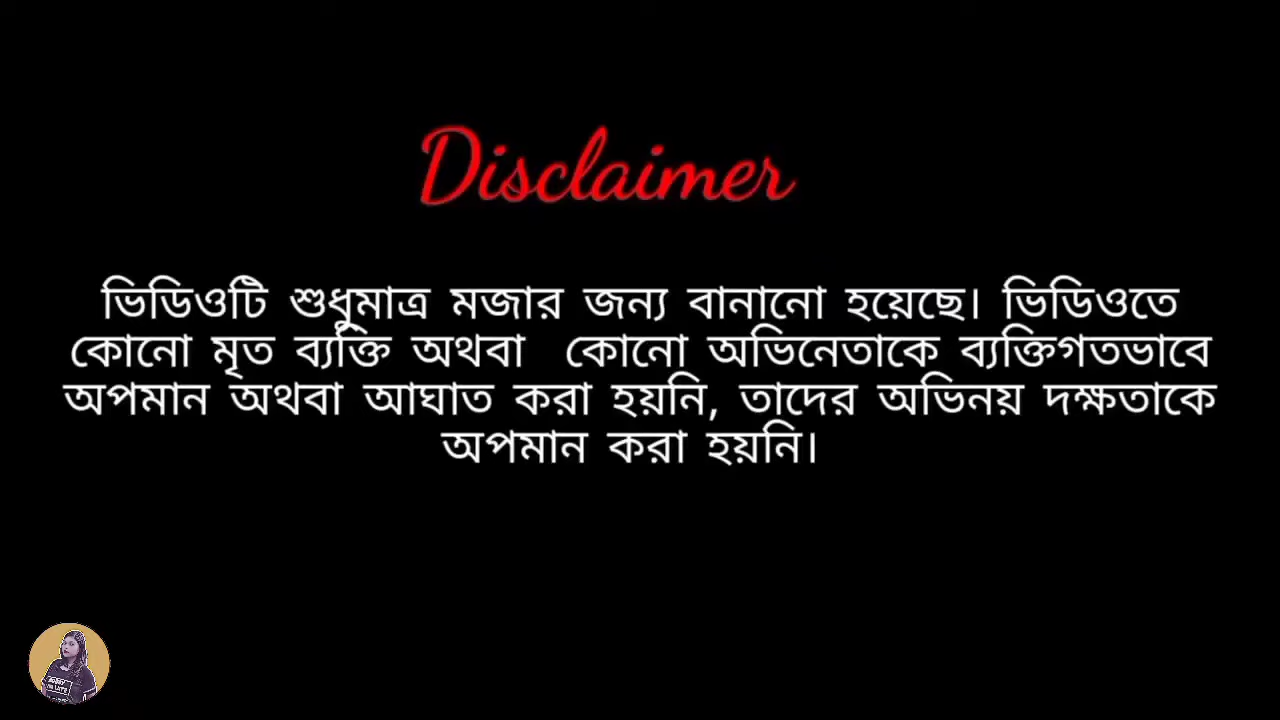 Disclaimer
ভিডিওটি শুধুমাত্র মজার জন্য বানানো হয়েছে। ভিডিওতে
কোনো মৃত ব্যক্তি অথবা কোনো অভিনেতাকে ব্যক্তিগতভাবে
অপমান অথবা আঘাত করা হয়নি, তাদের অভিনয় দক্ষতাকে
অপমান করা হয়নি।